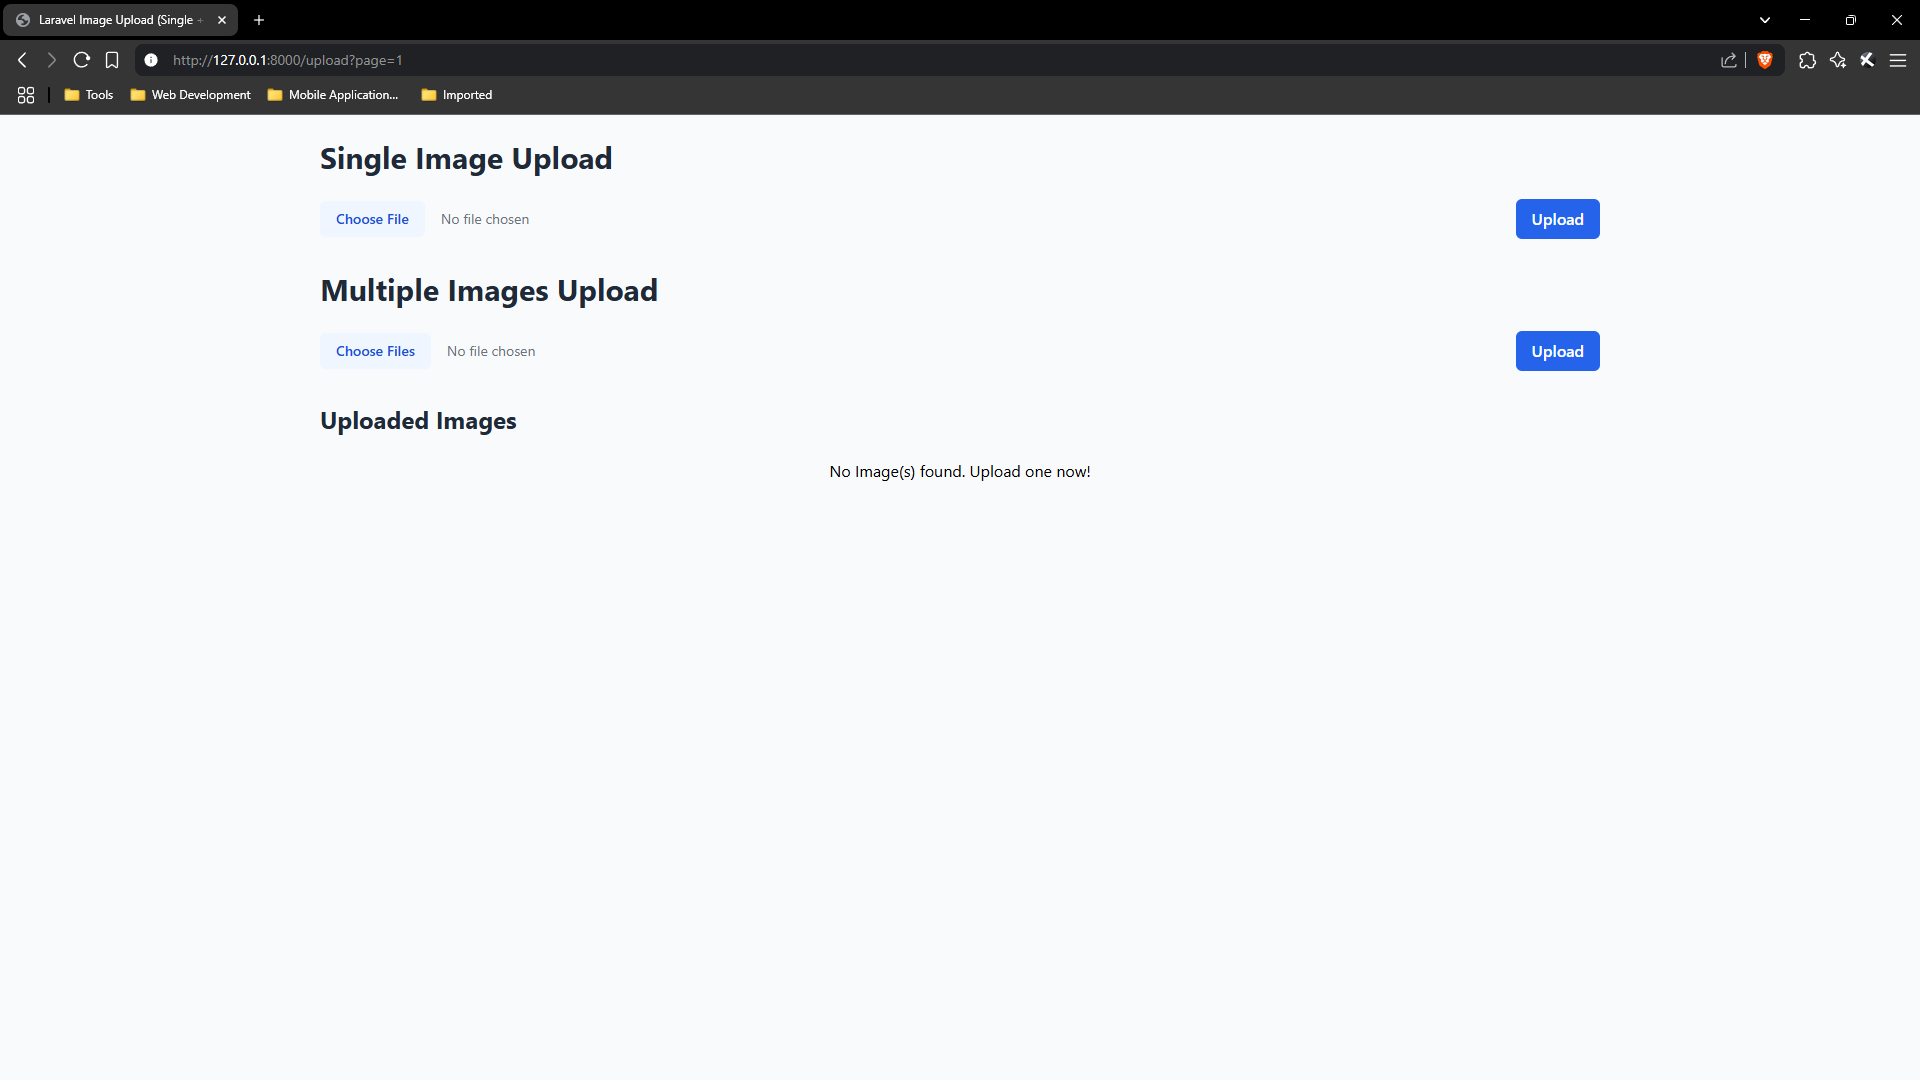 Laravel Image Upload (Single +
http://127.0.0.1:8000/upload?page=1
Tools Web Development Mobile Application... Imported
Single Image Upload
Choose File No file chosen Upload
Multiple Images Upload
Choose Files No file chosen Upload
Uploaded Images
No Image(s) found. Upload one now!